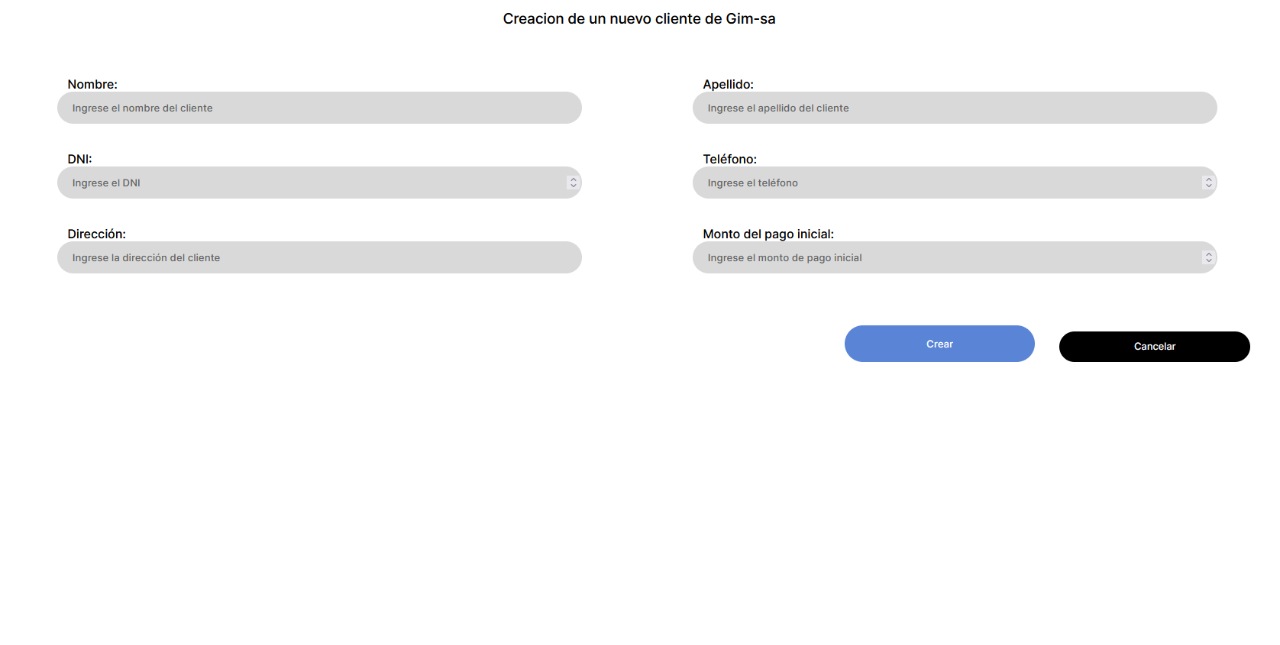 Creacion de un nuevo cliente de Gim-sa
Nombre:
Ingrese el nombre del cliente
Apellido:
Ingrese el apellido del cliente
DNI:
Ingrese el DNI
Teléfono:
Ingrese el teléfono
Dirección:
Ingrese la dirección del cliente
Monto del pago inicial:
Ingrese el monto de pago inicial
Crear
Cancelar